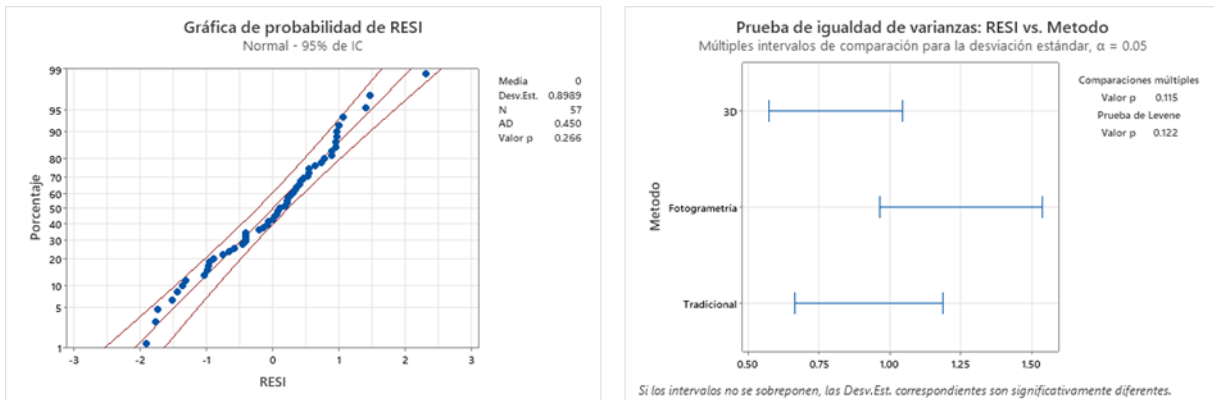 Gráfica de probabilidad de RESI
Normal - 95% de IC
99
95
90
80
70
60
50
40
30
20
10
5
1
Porcentaje
-3 -2 -1 0 1 2 3
RESI
Media 0
Desv.Est. 0.8989
N 57
AD 0.450
Valor p 0.266
Prueba de igualdad de varianzas: RESI vs. Metodo
Múltiples intervalos de comparación para la desviación estándar, α = 0.05
3D
Fotogrametría
Tradicional
Metodo
0.50 0.75 1.00 1.25 1.50
Comparaciones múltiples
Valor p 0.115
Prueba de Levene
Valor p 0.122
Si los intervalos no se sobreponen, las Desv.Est. correspondientes son significativamente diferentes.